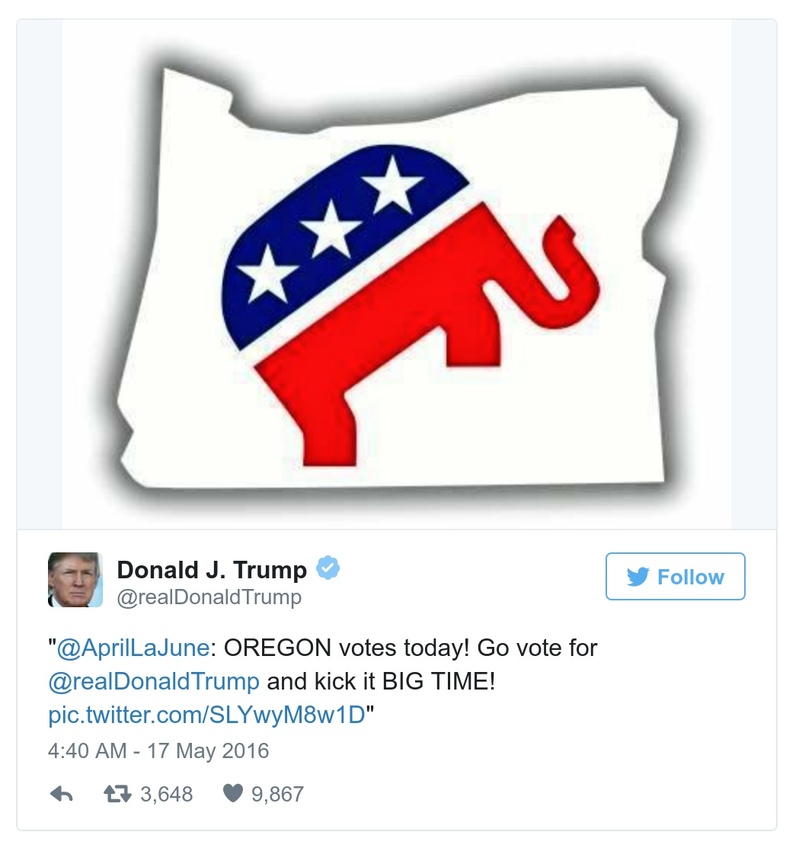 Donald J. Trump
@realDonaldTrump
Follow
"@AprilLaJune: OREGON votes today! Go vote for
@realDonaldTrump and kick it BIG TIME!
pic.twitter.com/SLYwyM8w1D"
4:40 AM - 17 May 2016
3,648 9,867